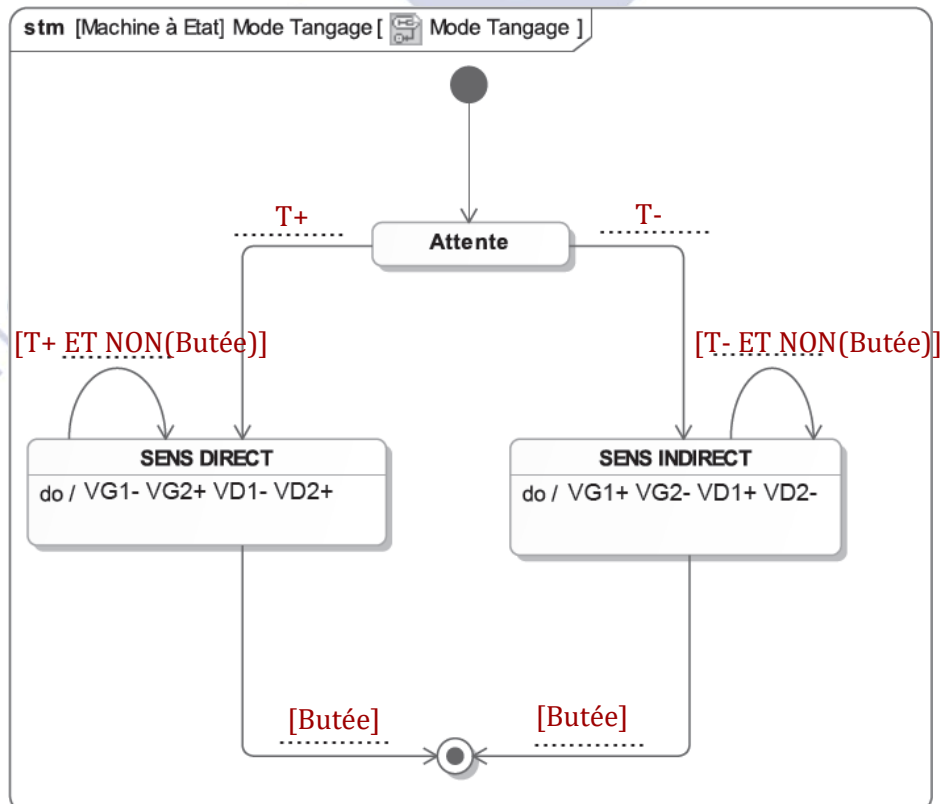 stm [Machine à Etat] Mode Tangage [ Mode Tangage ]
T+
T-
Attente
[T+ ET NON(Butée)]
[T- ET NON(Butée)]
SENS DIRECT
do / VG1- VG2+ VD1- VD2+
SENS INDIRECT
do / VG1+ VG2- VD1+ VD2-
[Butée]
[Butée]